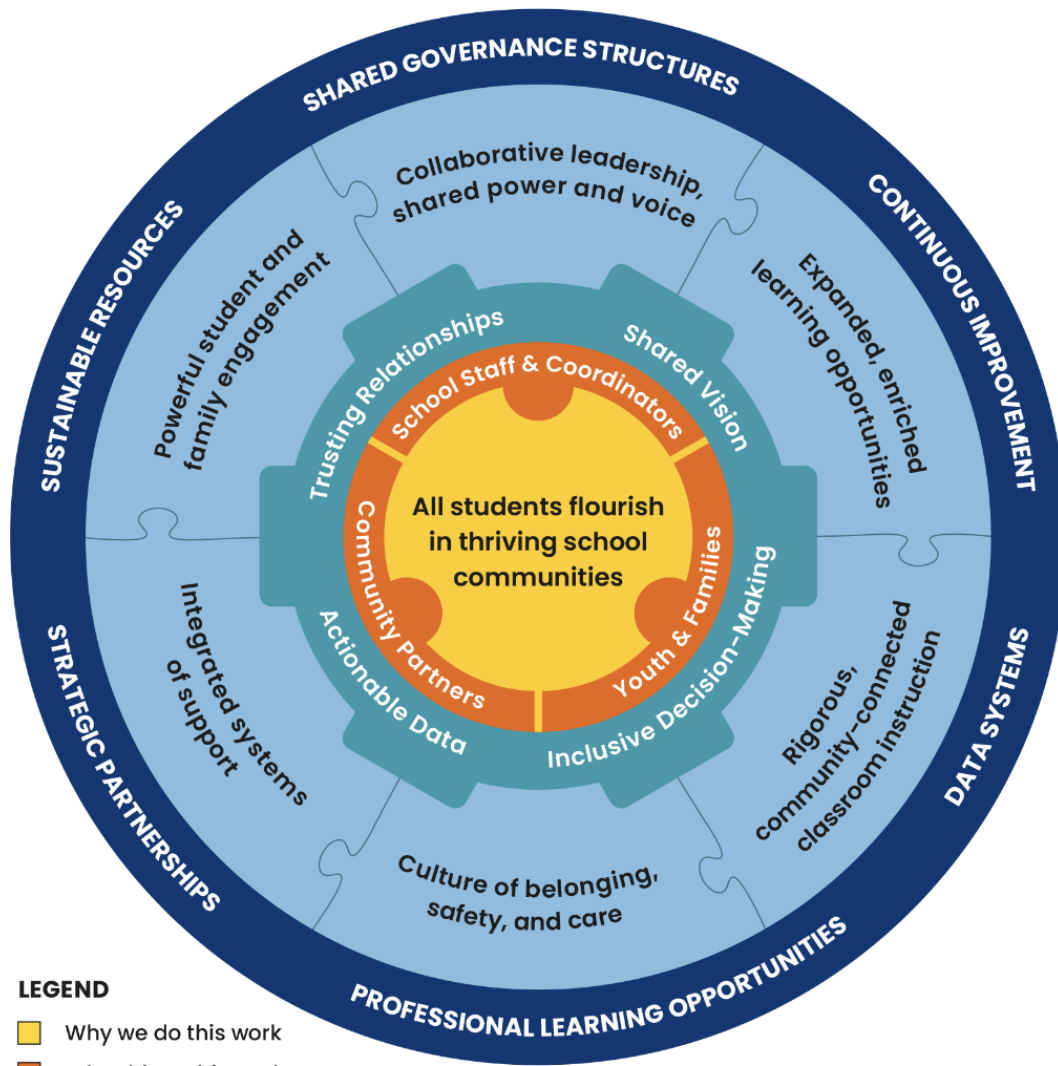 SHARED GOVERNANCE STRUCTURES
CONTINUOUS IMPROVEMENT
DATA SYSTEMS
PROFESSIONAL LEARNING OPPORTUNITIES
STRATEGIC PARTNERSHIPS
SUSTAINABLE RESOURCES
Collaborative leadership,
shared power and voice
Expanded, enriched
learning opportunities
Rigorous,
community-connected
classroom instruction
Culture of belonging,
safety, and care
Integrated systems
of support
Powerful student and
family engagement
Trusting Relationships
Shared Vision
Inclusive Decision-Making
Actionable Data
School Staff & Coordinators
Youth & Families
Community Partners
All students flourish
in thriving school
communities
LEGEND
Why we do this work